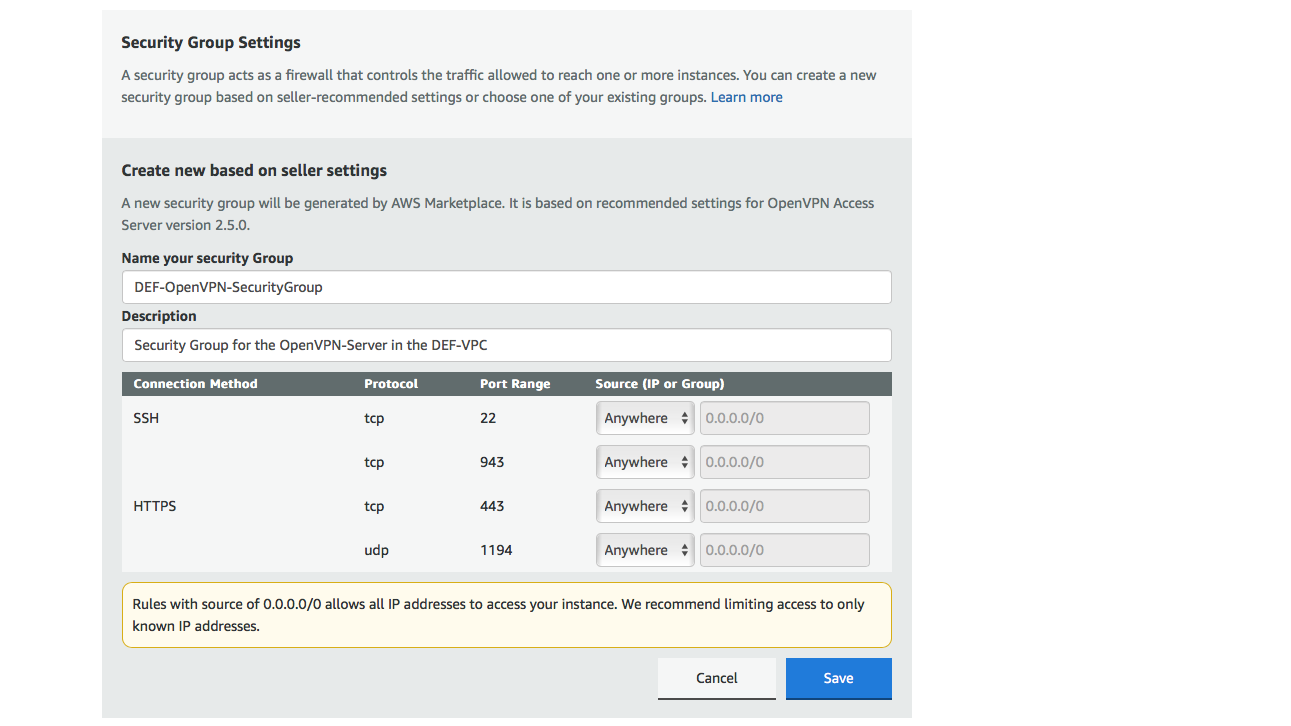 Security Group Settings
A security group acts as a firewall that controls the traffic allowed to reach one or more instances. You can create a new
security group based on seller-recommended settings or choose one of your existing groups. Learn more
Create new based on seller settings
A new security group will be generated by AWS Marketplace. It is based on recommended settings for OpenVPN Access
Server version 2.5.0.
Name your security Group
DEF-OpenVPN-SecurityGroup
Description
Security Group for the OpenVPN-Server in the DEF-VPC
Connection Method Protocol Port Range Source (IP or Group)
SSH tcp 22 Anywhere 0.0.0.0/0
tcp 943 Anywhere 0.0.0.0/0
HTTPS tcp 443 Anywhere 0.0.0.0/0
udp 1194 Anywhere 0.0.0.0/0
Rules with source of 0.0.0.0/0 allows all IP addresses to access your instance. We recommend limiting access to only
known IP addresses.
Cancel Save